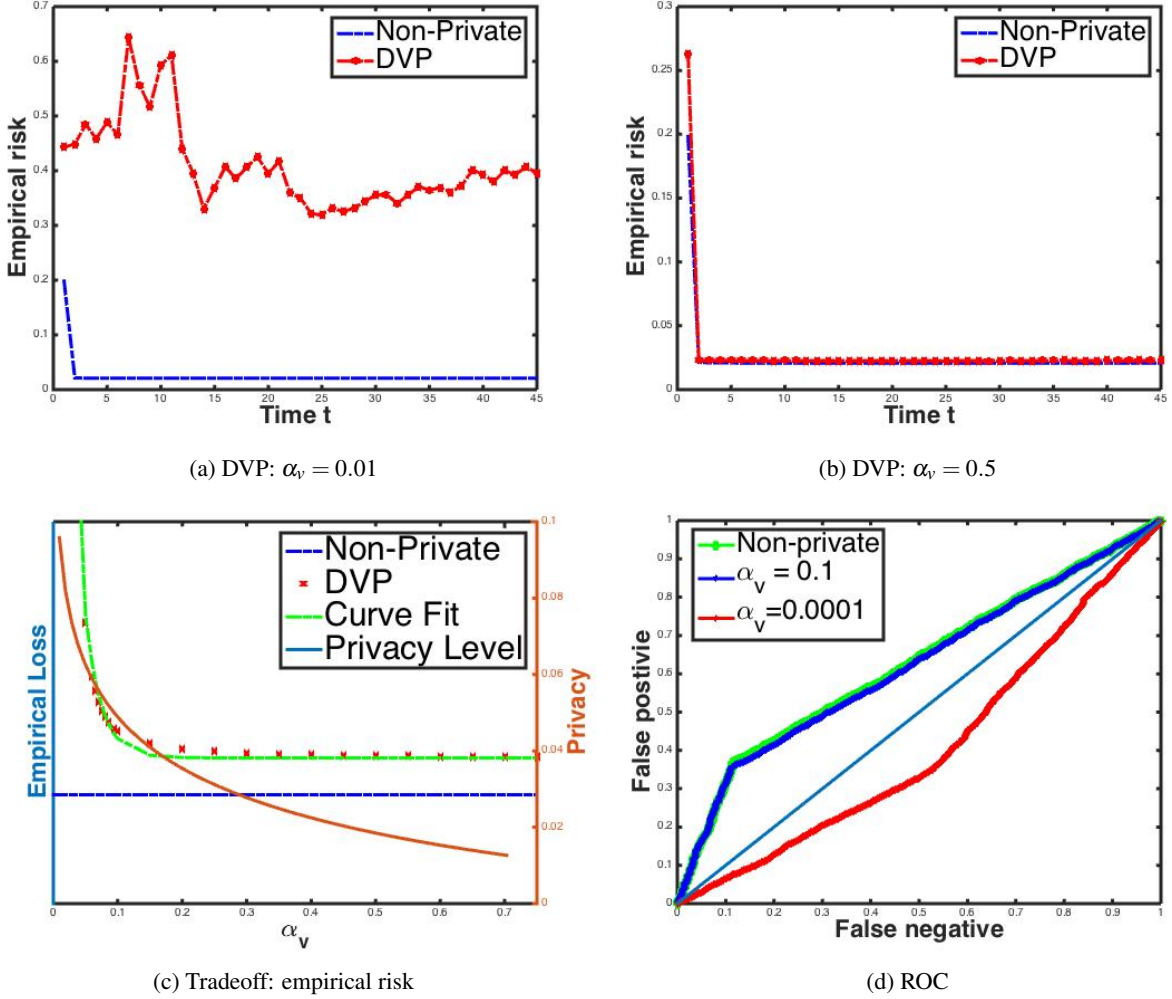 0.7
0.6
0.5
0.4
0.3
0.2
0.1
0
0 5 10 15 20 25 30 35 40 45
Empirical risk
Time t
Non-Private
DVP
(a) DVP: αv = 0.01
0.3
0.25
0.2
0.15
0.1
0.05
0
0 5 10 15 20 25 30 35 40 45
Empirical risk
Time t
Non-Private
DVP
(b) DVP: αv = 0.5
Empirical Loss
Non-Private
DVP
Curve Fit
Privacy Level
0.1
0.08
0.06
0.04
0.02
0
Privacy
0 0.1 0.2 0.3 0.4 0.5 0.6 0.7
αv
(c) Tradeoff: empirical risk
1
0.9
0.8
0.7
0.6
0.5
0.4
0.3
0.2
0.1
0
0 0.1 0.2 0.3 0.4 0.5 0.6 0.7 0.8 0.9 1
False postivie
False negative
Non-private
αv = 0.1
αv=0.0001
(d) ROC